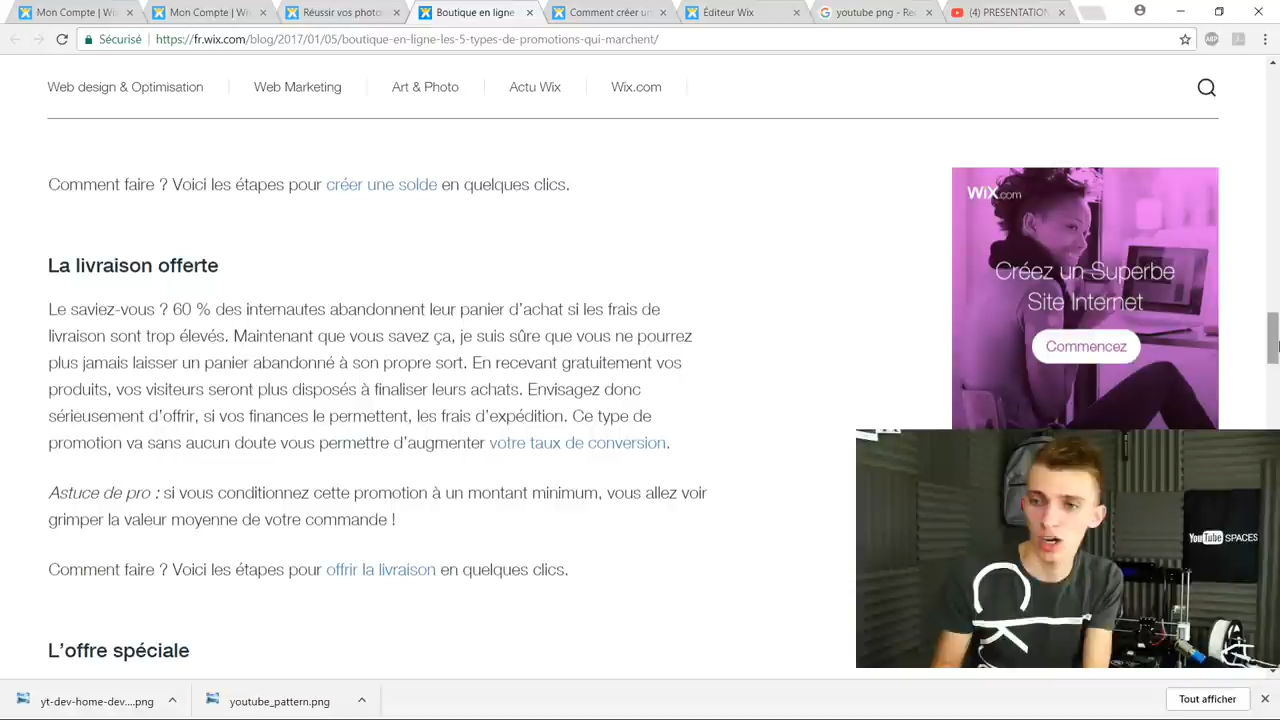 Mon Compte | Wi
Mon Compte | Wi
Réussir vos photo
Boutique en ligne
Comment créer un
Éditeur Wix
youtube png - Re
(4) PRESENTATION
Sécurisé
https://fr.wix.com/blog/2017/01/05/boutique-en-ligne-les-5-types-de-promotions-qui-marchent/
ABP
Web design & Optimisation
Web Marketing
Art & Photo
Actu Wix
Wix.com
Comment faire ? Voici les étapes pour créer une solde en quelques clics.
La livraison offerte
Le saviez-vous ? 60 % des internautes abandonnent leur panier d'achat si les frais de
livraison sont trop élevés. Maintenant que vous savez ça, je suis sûre que vous ne pourrez
plus jamais laisser un panier abandonné à son propre sort. En recevant gratuitement vos
produits, vos visiteurs seront plus disposés à finaliser leurs achats. Envisagez donc
sérieusement d'offrir, si vos finances le permettent, les frais d'expédition. Ce type de
promotion va sans aucun doute vous permettre d'augmenter votre taux de conversion.
Astuce de pro : si vous conditionnez cette promotion à un montant minimum, vous allez voir
grimper la valeur moyenne de votre commande !
Comment faire ? Voici les étapes pour offrir la livraison en quelques clics.
L'offre spéciale
WiX.com
Créez un Superbe
Site Internet
Commencez
YouTube SPACES
CK
yt-dev-home-dev....png
youtube_pattern.png
Tout afficher